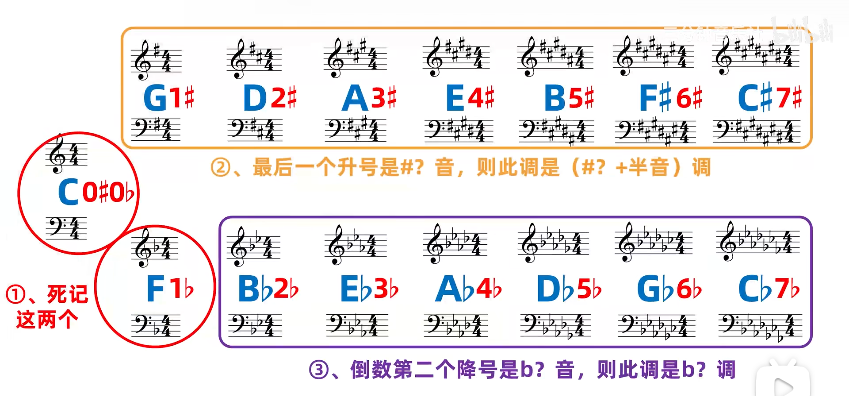 G1♯ D2♯ A3♯ E4♯ B5♯ F♯6♯ C♯7♯
②、最后一个升号是#？音，则此调是（#？+半音）调
C0♯0♭
①、死记
这两个
F1♭ B♭2♭ E♭3♭ A♭4♭ D♭5♭ G♭6♭ C♭7♭
③、倒数第二个降号是b？音，则此调是b？调